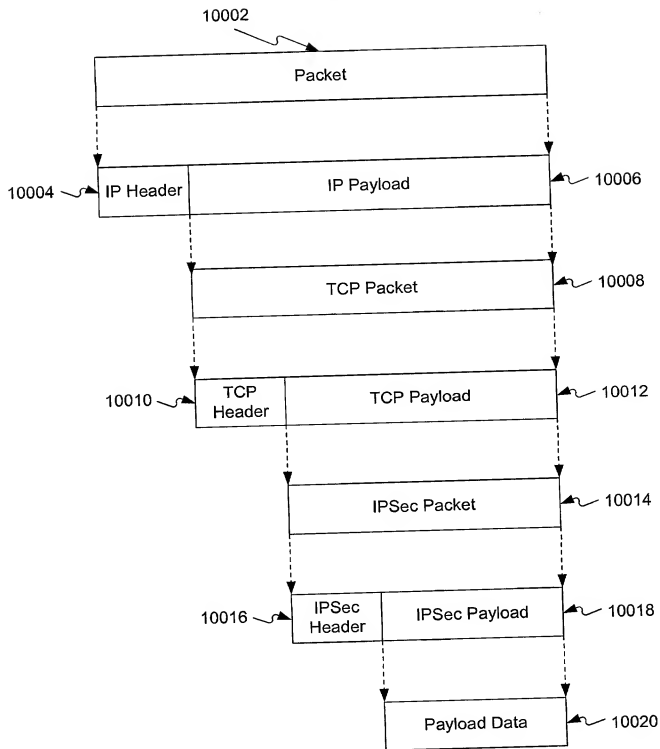 10002
Packet
10004
IP Header
IP Payload
10006
TCP Packet
10008
10010
TCP
Header
TCP Payload
10012
IPSec Packet
10014
10016
IPSec
Header
IPSec Payload
10018
Payload Data
10020